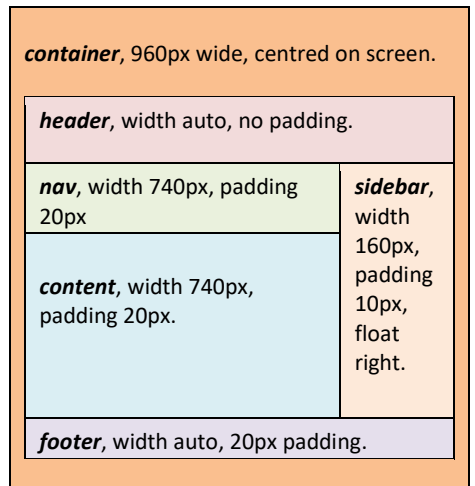 container, 960px wide, centred on screen.
header, width auto, no padding.
nav, width 740px, padding
20px
content, width 740px,
padding 20px.
sidebar,
width
160px,
padding
10px,
float
right.
footer, width auto, 20px padding.